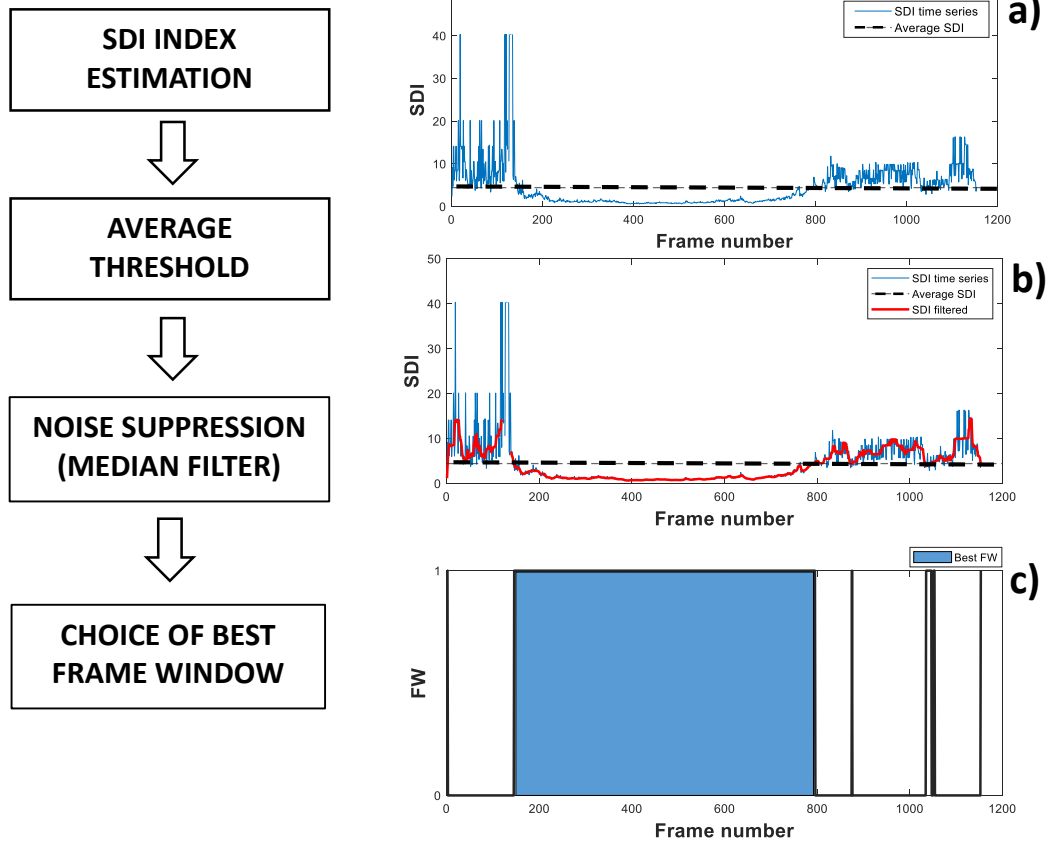 SDI INDEX
ESTIMATION
AVERAGE
THRESHOLD
NOISE SUPPRESSION
(MEDIAN FILTER)
CHOICE OF BEST
FRAME WINDOW
a)
SDI time series
Average SDI
SDI
40
30
20
10
0
0 200 400 600 800 1000 1200
Frame number
b)
SDI time series
Average SDI
SDI filtered
SDI
50
40
30
20
10
0
0 200 400 600 800 1000 1200
Frame number
c)
Best FW
FW
1
0
0 200 400 600 800 1000 1200
Frame number